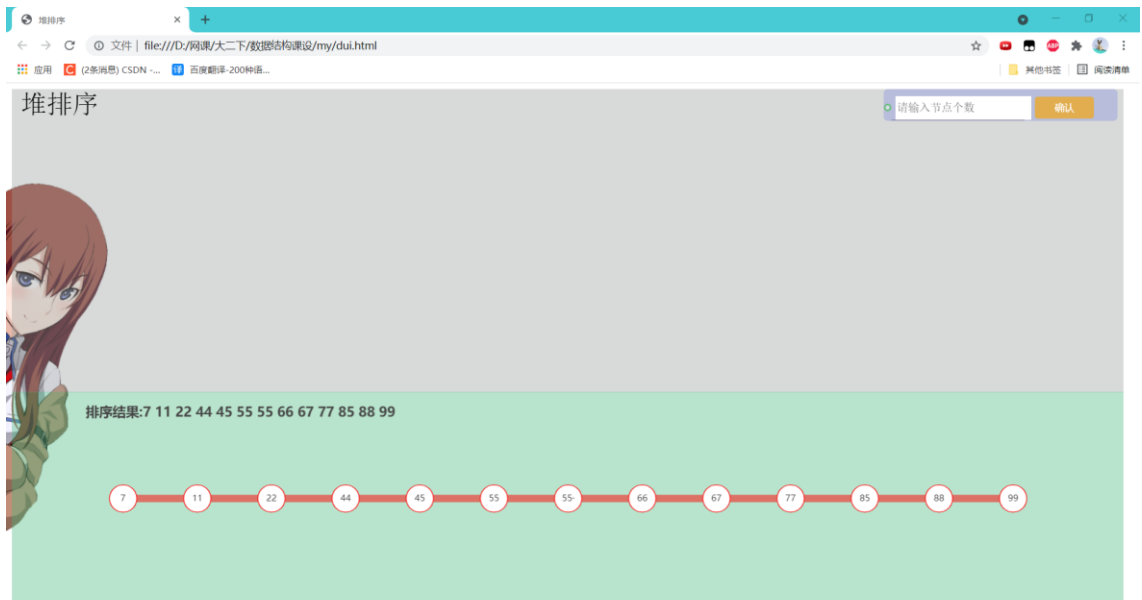 堆排序
文件 | file:///D:/网课/大二下/数据结构课设/my/dui.html
应用 C (2条消息) CSDN -... 译 百度翻译-200种语... 其他书签 阅读清单
堆排序
请输入节点个数 确认
排序结果:7 11 22 44 45 55 55 66 67 77 85 88 99
7 11 22 44 45 55 55- 66 67 77 85 88 99